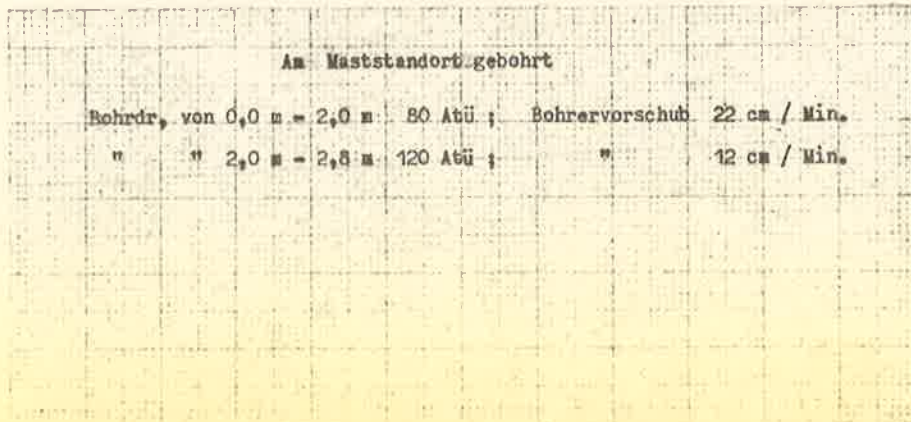 Am Maststandort gebohrt
Bohrdr, von 0,0 m - 2,0 m 80 Atü ; Bohrervorschub 22 cm / Min.
" " 2,0 m - 2,8 m 120 Atü ; " 12 cm / Min.